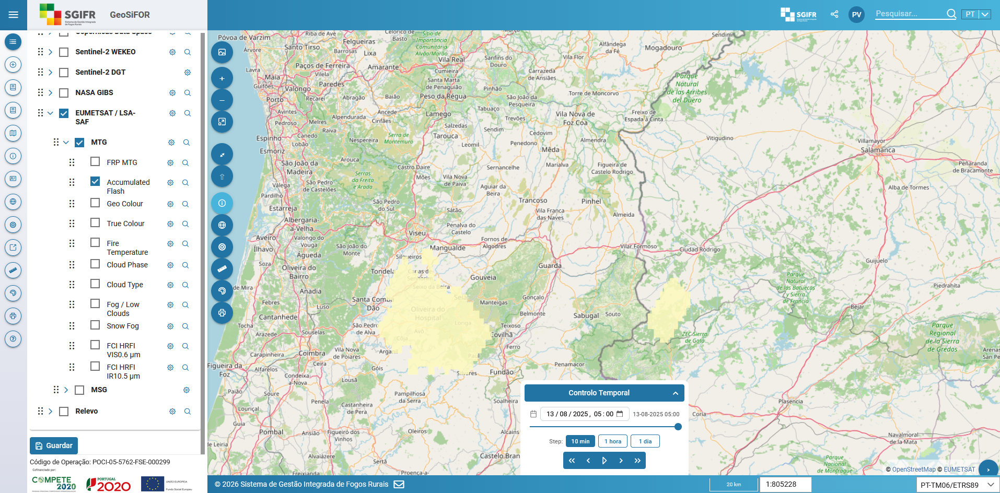 SGIFR
Sistema de Gestão Integrada
de Fogos Rurais
GeoSiFOR
SGIFR
PV
Pesquisar...
PT
Copernicus Data Space
Sentinel-2 WEKEO
Sentinel-2 DGT
NASA GIBS
EUMETSAT / LSA-
SAF
MTG
FRP MTG
Accumulated
Flash
Geo Colour
True Colour
Fire
Temperature
Cloud Phase
Cloud Type
Fog / Low
Clouds
Snow Fog
FCI HRFI
VIS0.6 µm
FCI HRFI
IR10.5 µm
MSG
Relevo
Guardar
Código de Operação: POCI-05-5762-FSE-000299
Cofinanciado por:
COMPETE
2020
PORTUGAL
2020
UNIÃO EUROPEIA
Fundo Social Europeu
Póvoa de Varzim
Riba de Ave
Celorico de
Basto
Sítio de
Importância
Comunitária
Alvão/Marão
Sendim
Felgueiras
Santo Tirso
Árvore
Barrosas
Lixa
Vila Real
Sanfins do
Douro
Vila Flor
Alfândega
da Fé
Mogadouro
Lavra
Paços de Ferreira
Amarante
Cumieira
Carrazeda
de Ansiães
Maia
Vilela
Guifões
Valongo
Paredes
Santa Marta
de Penaguião
Parque
Natural
de las Arribes
del Duero
Porto
Recarei
Abragão
Baião
Peso da Régua
Pinhão
São João da
Pesqueira
Torre de Moncorvo
Avintes
Sebolido
Ancede
Cinfães
Alpendurada
Lamego
Tabuaço
Trevões
Vila Nova de
Foz Coa
Freixo de
Espada à Cinta
Pedroso
Melres
Raiva
Salzedas
Sendim
Espinho
Canedo
Lobão
Nespereira
Serra de
Montemuro
Tarouca
Cedovim
Penedono
Almendra
Vitigudino
Villamayor
Salamanca
Esmoriz
Leomil
Mêda
Arouca
São João da
Madeira
Castro Daire
Sernancelhe
Marialva
Figueira de
Castelo Rodrigo
Peñaranda
de Bracamonte
Serras
da Freita
e Arada
Mões
Vila Nova
de Paiva
Válega
São Pedro
de Castelões
Aguiar da
Beira
Alba de Tormes
Pardilhó
São Pedro
do Sul
Trancoso
Pinhel
Estarreja
Sátão
Vila Franca
das Naves
Almeida
Albergaria-
a-Velha
Viseu
Penalva do
Castelo
Aveiro
Valongo do
Vouga
São João do
Monte
Mangualde
Fornos de
Algodres
Vilar Formoso
Ciudad Rodrigo
Ílhavo
Águeda
Silgueiros
Guijuelo
Soza
Oliveira do
Bairro
Tondela
Canas de
Senhorim
Seixo da Beira
Gouveia
Guarda
Parque
Natural
de las Batuecas
y Sierra
de Francia
Piedrahíta
de Mira
Anadia
Febres
Luso
Santa Comba
Dão
Seia
Manteigas
Gonçalo
Béjar
Cantanhede
Oliveira do
Hospital
Loriga
Belmonte
Sabugal
Souto
Tocha
São Pedro
de Alva
Avô
Teixoso
Covilhã
ZEC Sierra
de Gata
Parque
Regional
de la Sierra
de Gredos
Arazede
Souselas
Côja
Ferro
Carapinheira
Coimbra
Vila Nova
de Poiares
Figueira da
Foz
Ceira
Góis
Silvares
Fundão
Penamacor
Alfarelos
Condeixa-
a-Nova
Lousã
Paião
Soure
Penela
Pampilhosa
da Serra
Soalheira
Louriçal
Castanheira
de Pera
Plasencia
Coria
Guia
Pombal
Ansião
Figueiró dos
Vinhos
Oleiros
Alcains
Navalmoral
de la Mata
de Leiria
Alvaiázere
Sertã
Proença-a-
Castelo Bran
Parque
Nacional
de Monfragüe
Controlo Temporal
13 / 08 / 2025 , 05 : 00
13-08-2025 05:00
Step:
10 min
1 hora
1 dia
© OpenStreetMap © EUMETSAT
© 2026 Sistema de Gestão Integrada de Fogos Rurais
20 km
1:805228
PT-TM06/ETRS89